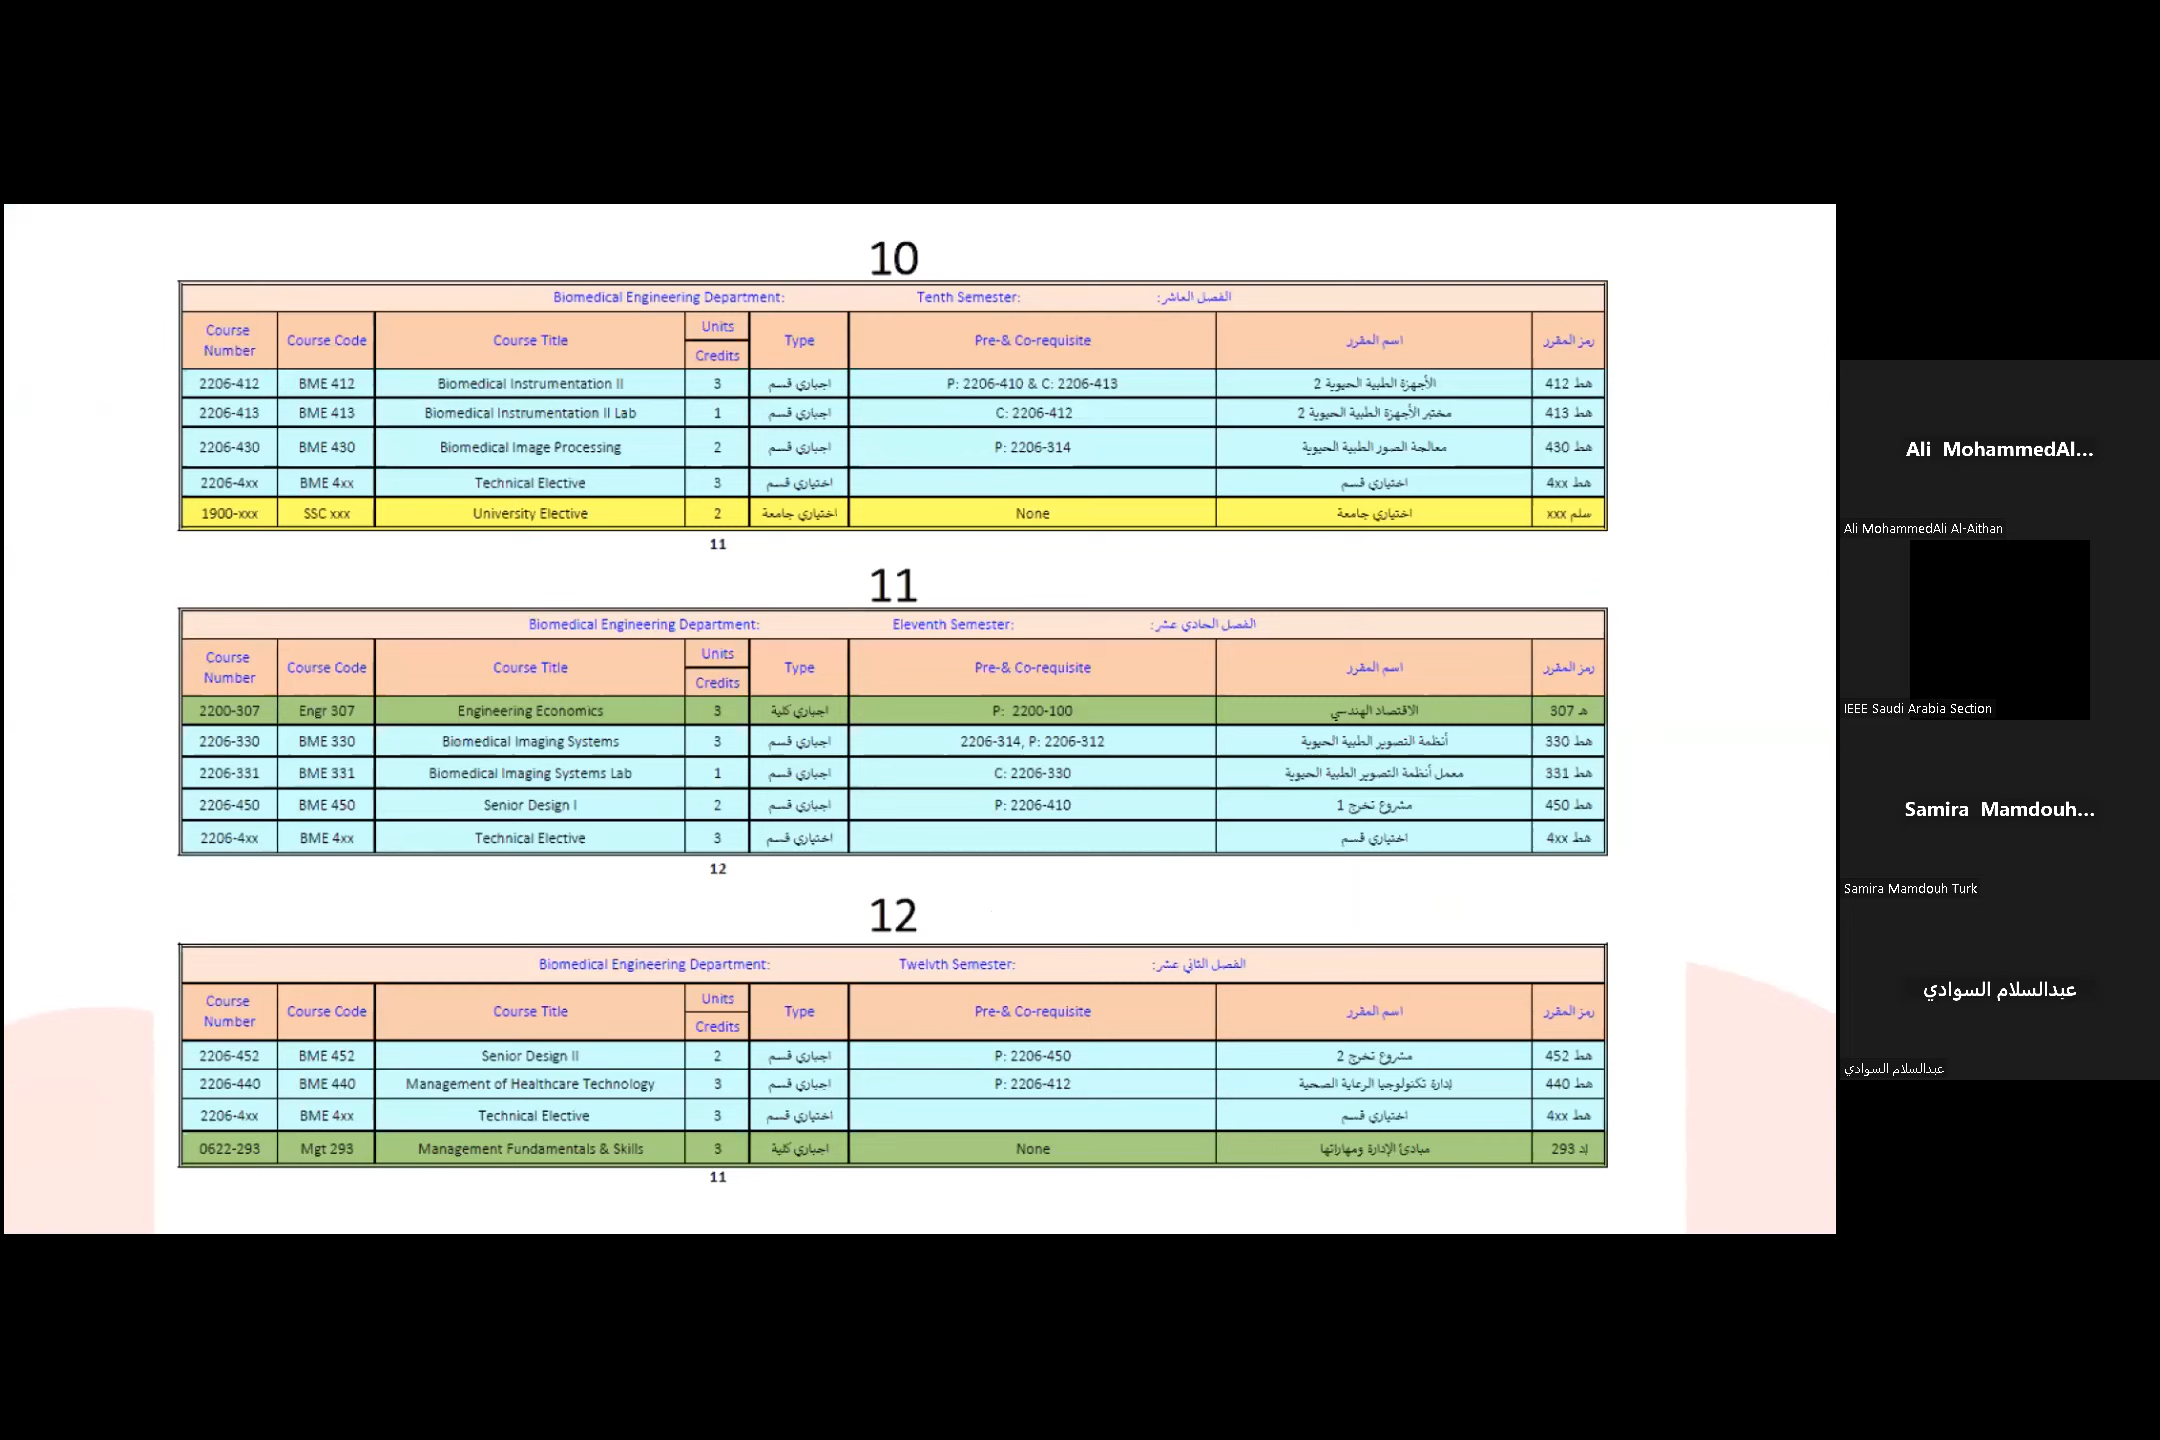 10
Biomedical Engineering Department: Tenth Semester: الفصل العاشر:
Course Number Course Code Course Title Units Credits Type Pre-& Co-requisite اسم المقرر رمز المقرر
2206-412 BME 412 Biomedical Instrumentation II 3 اجباري قسم P: 2206-410 & C: 2206-413 الأجهزة الطبية الحيوية 2 هط 412
2206-413 BME 413 Biomedical Instrumentation II Lab 1 اجباري قسم C: 2206-412 مختبر الأجهزة الطبية الحيوية 2 هط 413
2206-430 BME 430 Biomedical Image Processing 2 اجباري قسم P: 2206-314 معالجة الصور الطبية الحيوية هط 430
2206-4xx BME 4xx Technical Elective 3 اختياري قسم اختياري قسم هط 4xx
1900-xxx SSC xxx University Elective 2 اختياري جامعة None اختياري جامعة سلم xxx
11
11
Biomedical Engineering Department: Eleventh Semester: الفصل الحادي عشر:
Course Number Course Code Course Title Units Credits Type Pre-& Co-requisite اسم المقرر رمز المقرر
2200-307 Engr 307 Engineering Economics 3 اجباري كلية P: 2200-100 الاقتصاد الهندسي هـ 307
2206-330 BME 330 Biomedical Imaging Systems 3 اجباري قسم 2206-314, P: 2206-312 أنظمة التصوير الطبية الحيوية هط 330
2206-331 BME 331 Biomedical Imaging Systems Lab 1 اجباري قسم C: 2206-330 معمل أنظمة التصوير الطبية الحيوية هط 331
2206-450 BME 450 Senior Design I 2 اجباري قسم P: 2206-410 مشروع تخرج 1 هط 450
2206-4xx BME 4xx Technical Elective 3 اختياري قسم اختياري قسم هط 4xx
12
12
Biomedical Engineering Department: Twelvth Semester: الفصل الثاني عشر:
Course Number Course Code Course Title Units Credits Type Pre-& Co-requisite اسم المقرر رمز المقرر
2206-452 BME 452 Senior Design II 2 اجباري قسم P: 2206-450 مشروع تخرج 2 هط 452
2206-440 BME 440 Management of Healthcare Technology 3 اجباري قسم P: 2206-412 إدارة تكنولوجيا الرعاية الصحية هط 440
2206-4xx BME 4xx Technical Elective 3 اختياري قسم اختياري قسم هط 4xx
0622-293 Mgt 293 Management Fundamentals & Skills 3 اجباري كلية None مبادئ الإدارة ومهاراتها إد 293
11
Ali MohammedAl...
Ali MohammedAli Al-Aithan
IEEE Saudi Arabia Section
Samira Mamdouh...
Samira Mamdouh Turk
عبدالسلام السوادي
عبدالسلام السوادي